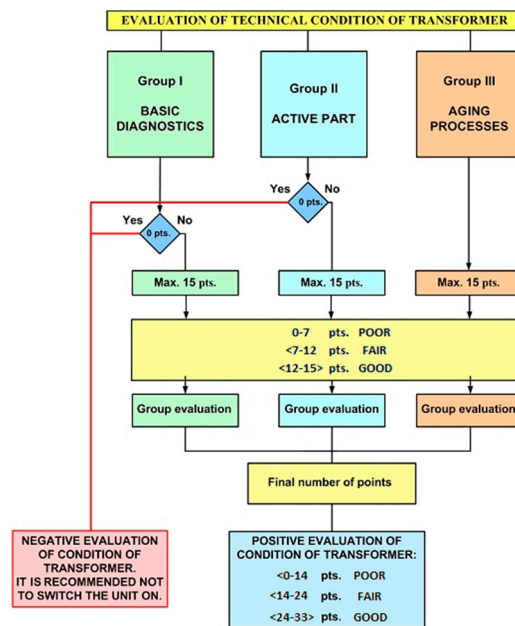 EVALUATION OF TECHNICAL CONDITION OF TRANSFORMER
Group I
BASIC
DIAGNOSTICS
Group II
ACTIVE PART
Group III
AGING
PROCESSES
Yes
No
0 pts.
Yes
No
0 pts.
Max. 15 pts.
Max. 15 pts.
Max. 15 pts.
0-7 pts. POOR
<7-12 pts. FAIR
<12-15> pts. GOOD
Group evaluation
Group evaluation
Group evaluation
Final number of points
NEGATIVE EVALUATION
OF CONDITION OF
TRANSFORMER.
IT IS RECOMMENDED NOT
TO SWITCH THE UNIT ON.
POSITIVE EVALUATION OF
CONDITION OF TRANSFORMER:
<0-14 pts. POOR
<14-24 pts. FAIR
<24-33> pts. GOOD